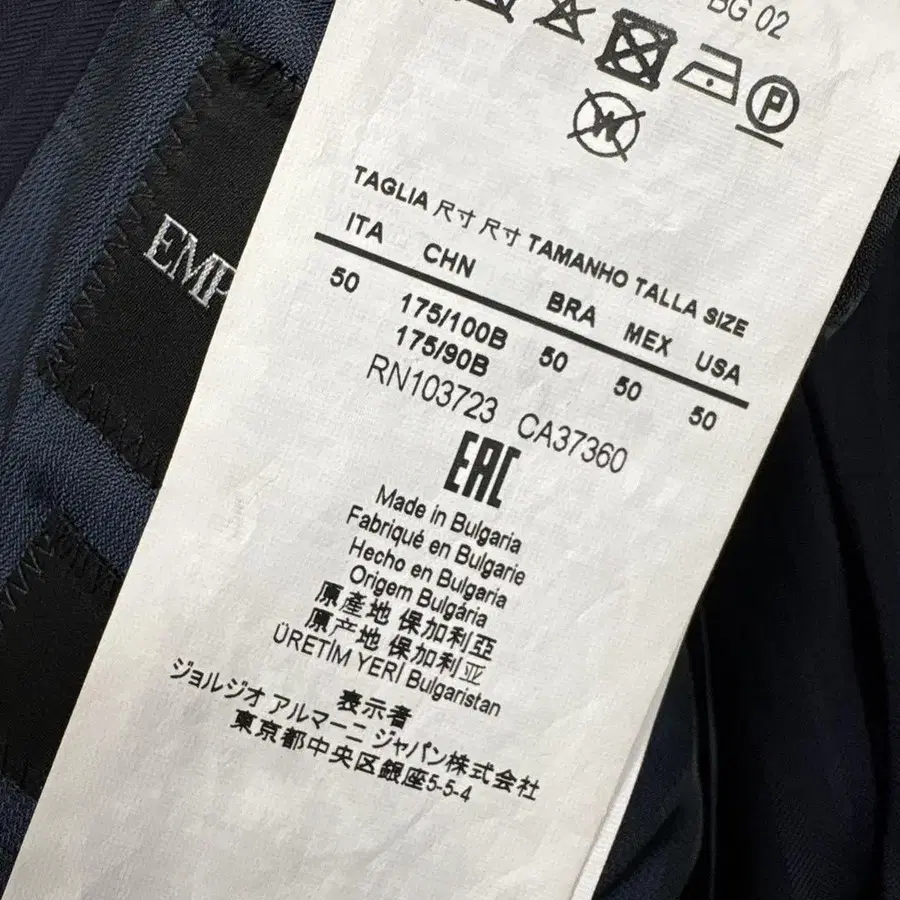 BG 02
P
W
EMP
TAGLIA 尺寸 尺寸 TAMANHO TALLA SIZE
ITA CHN BRA MEX USA
50 175/100B 50 50 50
175/90B
RN103723 CA37360
EAC
Made in Bulgaria
Fabriqué en Bulgarie
Hecho en Bulgaria
Origem Bulgária
原產地 保加利亞
原产地 保加利亚
ÜRETİM YERİ Bulgaristan
表示者
ジョルジオ アルマーニ ジャパン株式会社
東京都中央区銀座5-5-4